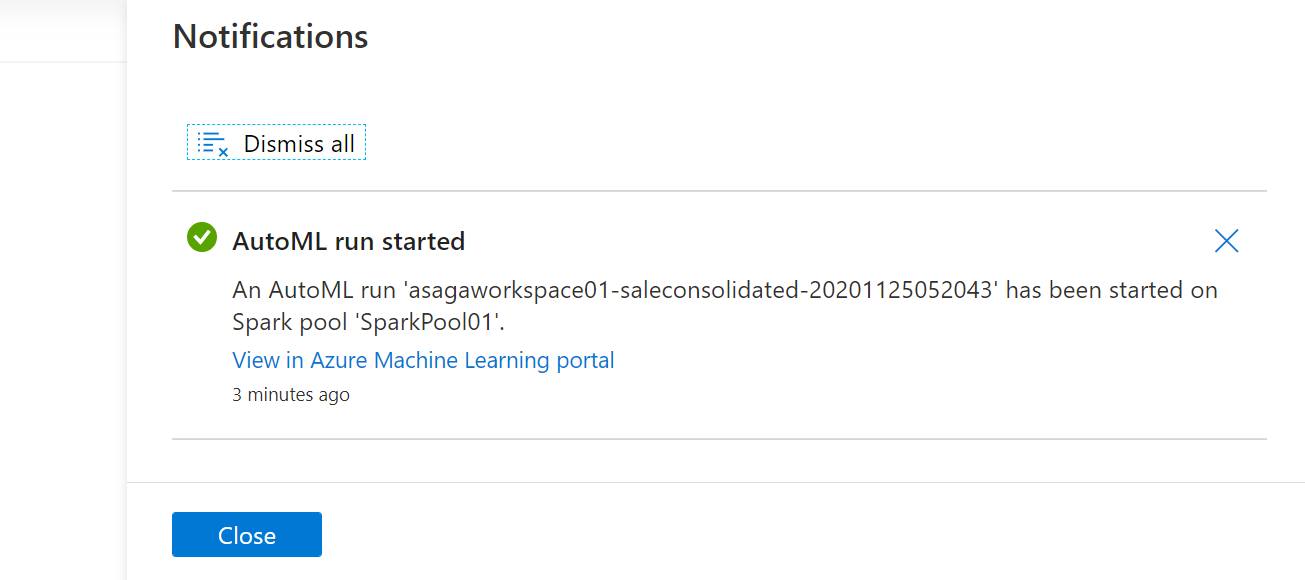 Notifications
Dismiss all
AutoML run started
An AutoML run 'asagaworkspace01-saleconsolidated-20201125052043' has been started on
Spark pool 'SparkPool01'.
View in Azure Machine Learning portal
3 minutes ago
Close